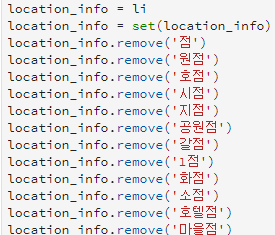 location_info = li
location_info = set(location_info)
location_info.remove('점')
location_info.remove('원점')
location_info.remove('호점')
location_info.remove('시점')
location_info.remove('지점')
location_info.remove('공원점')
location_info.remove('갈점')
location_info.remove('1점')
location_info.remove('화점')
location_info.remove('소점')
location_info.remove('호텔점')
location_info.remove('마을점')